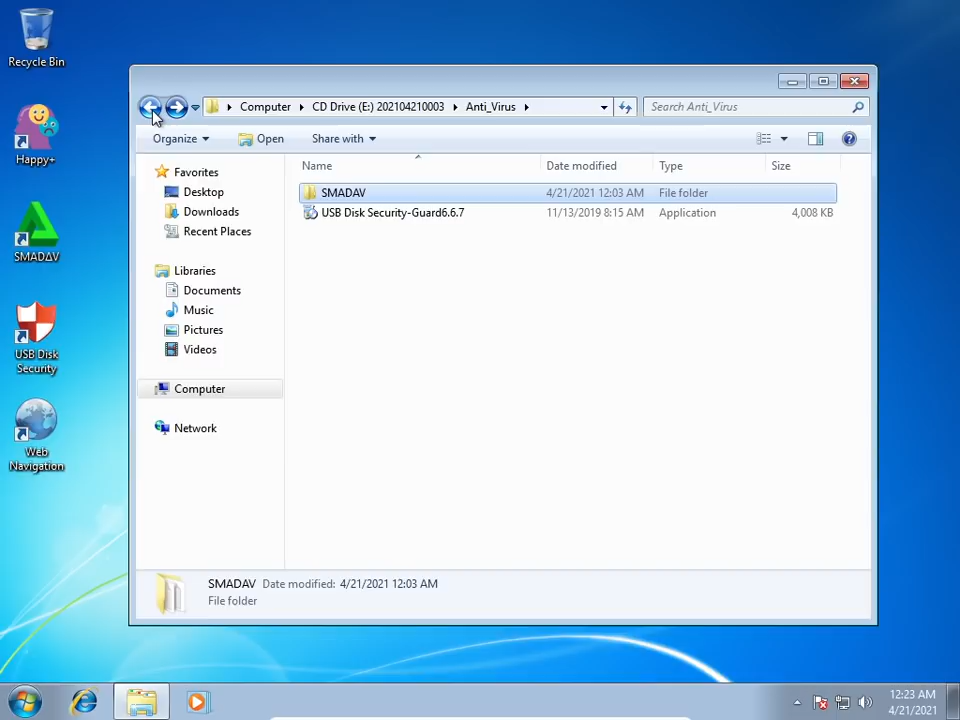 Recycle Bin
Happy+
SMADΔV
USB Disk
Security
Web
Navigation
Computer
CD Drive (E:) 202104210003
Anti_Virus
Search Anti_Virus
Organize
Open
Share with
Name
Date modified
Type
Size
Favorites
Desktop
Downloads
Recent Places
Libraries
Documents
Music
Pictures
Videos
Computer
Network
SMADAV 4/21/2021 12:03 AM File folder
USB Disk Security-Guard6.6.7 11/13/2019 8:15 AM Application 4,008 KB
SMADAV Date modified: 4/21/2021 12:03 AM
File folder
12:23 AM
4/21/2021